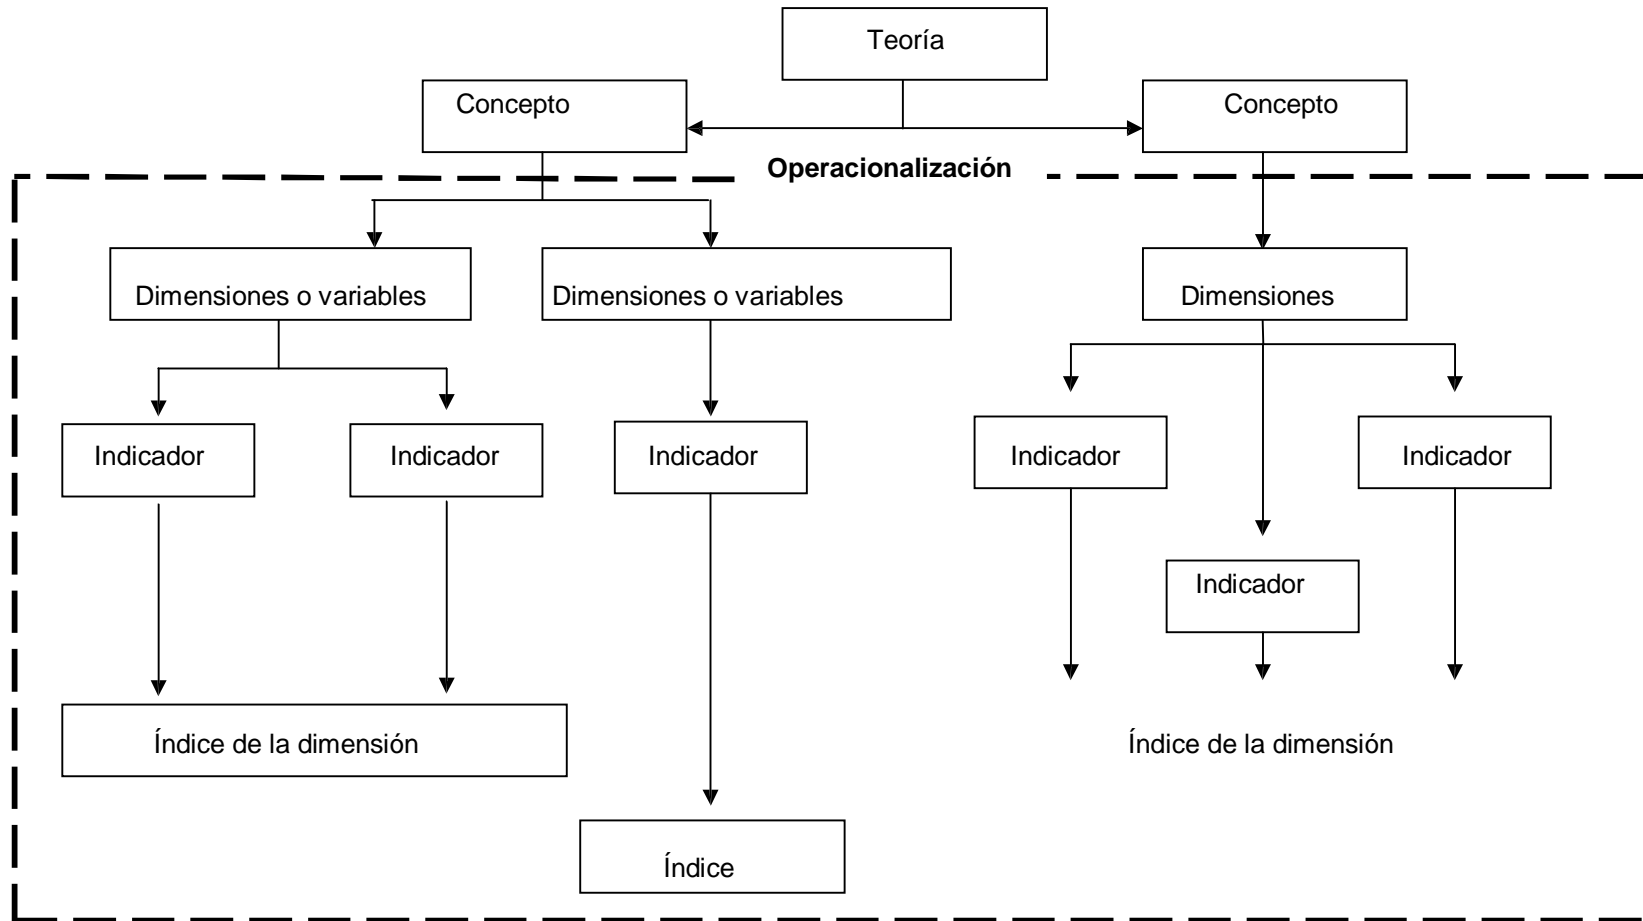 Teoría
Concepto
Concepto
Operacionalización
Dimensiones o variables
Dimensiones o variables
Dimensiones
Indicador
Indicador
Indicador
Indicador
Indicador
Indicador
Índice de la dimensión
Índice de la dimensión
Índice